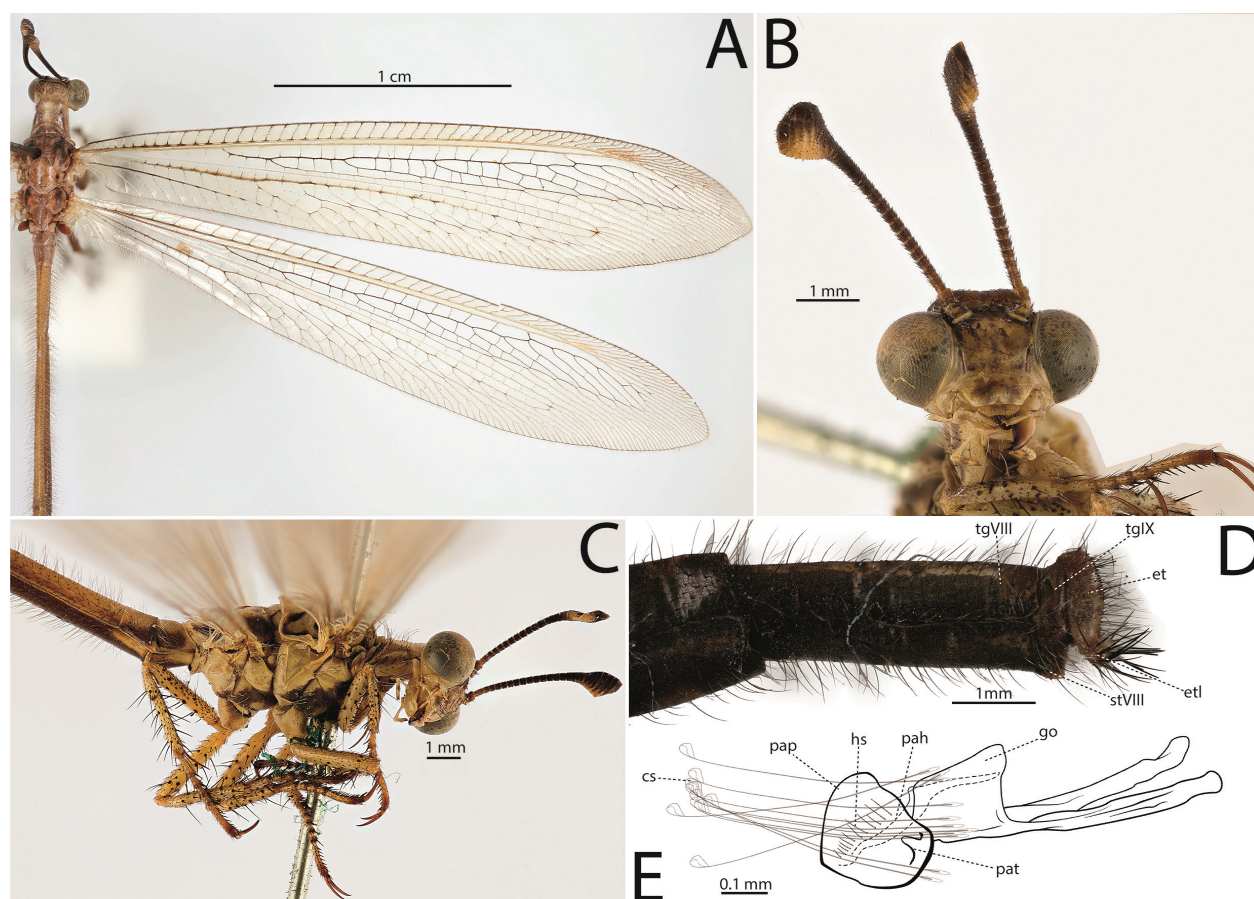 A
1 cm
B
1 mm
C
1 mm
D
tgVIII
tgIX
et
1mm
stVIII
etl
E
pap
hs
pah
go
cs
pat
0.1 mm